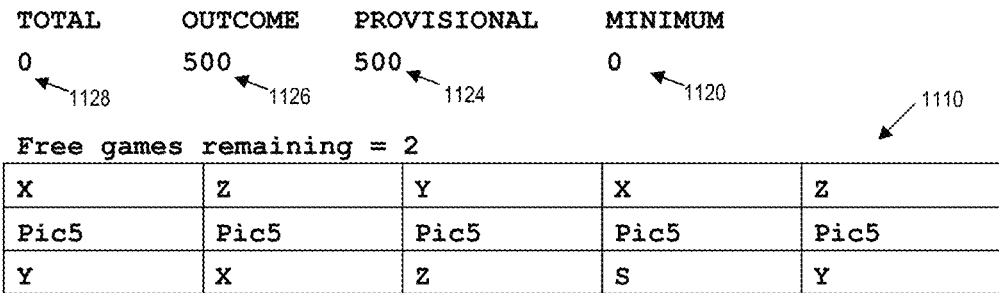 TOTAL OUTCOME PROVISIONAL MINIMUM
0 500 500 0
1128 1126 1124 1120
1110
Free games remaining = 2
X Z Y X Z
Pic5 Pic5 Pic5 Pic5 Pic5
Y X Z S Y